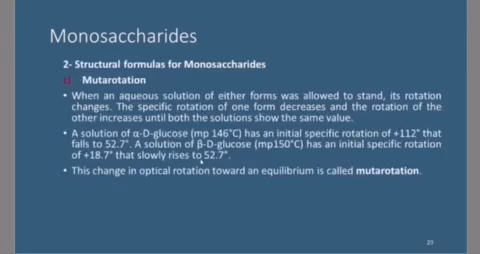 Monosaccharides
2- Structural formulas for Monosaccharides
c) Mutarotation
• When an aqueous solution of either forms was allowed to stand, its rotation
changes. The specific rotation of one form decreases and the rotation of the
other increases until both the solutions show the same value.
• A solution of α-D-glucose (mp 146°C) has an initial specific rotation of +112° that
falls to 52.7°. A solution of β-D-glucose (mp150°C) has an initial specific rotation
of +18.7° that slowly rises to 52.7°.
• This change in optical rotation toward an equilibrium is called mutarotation.